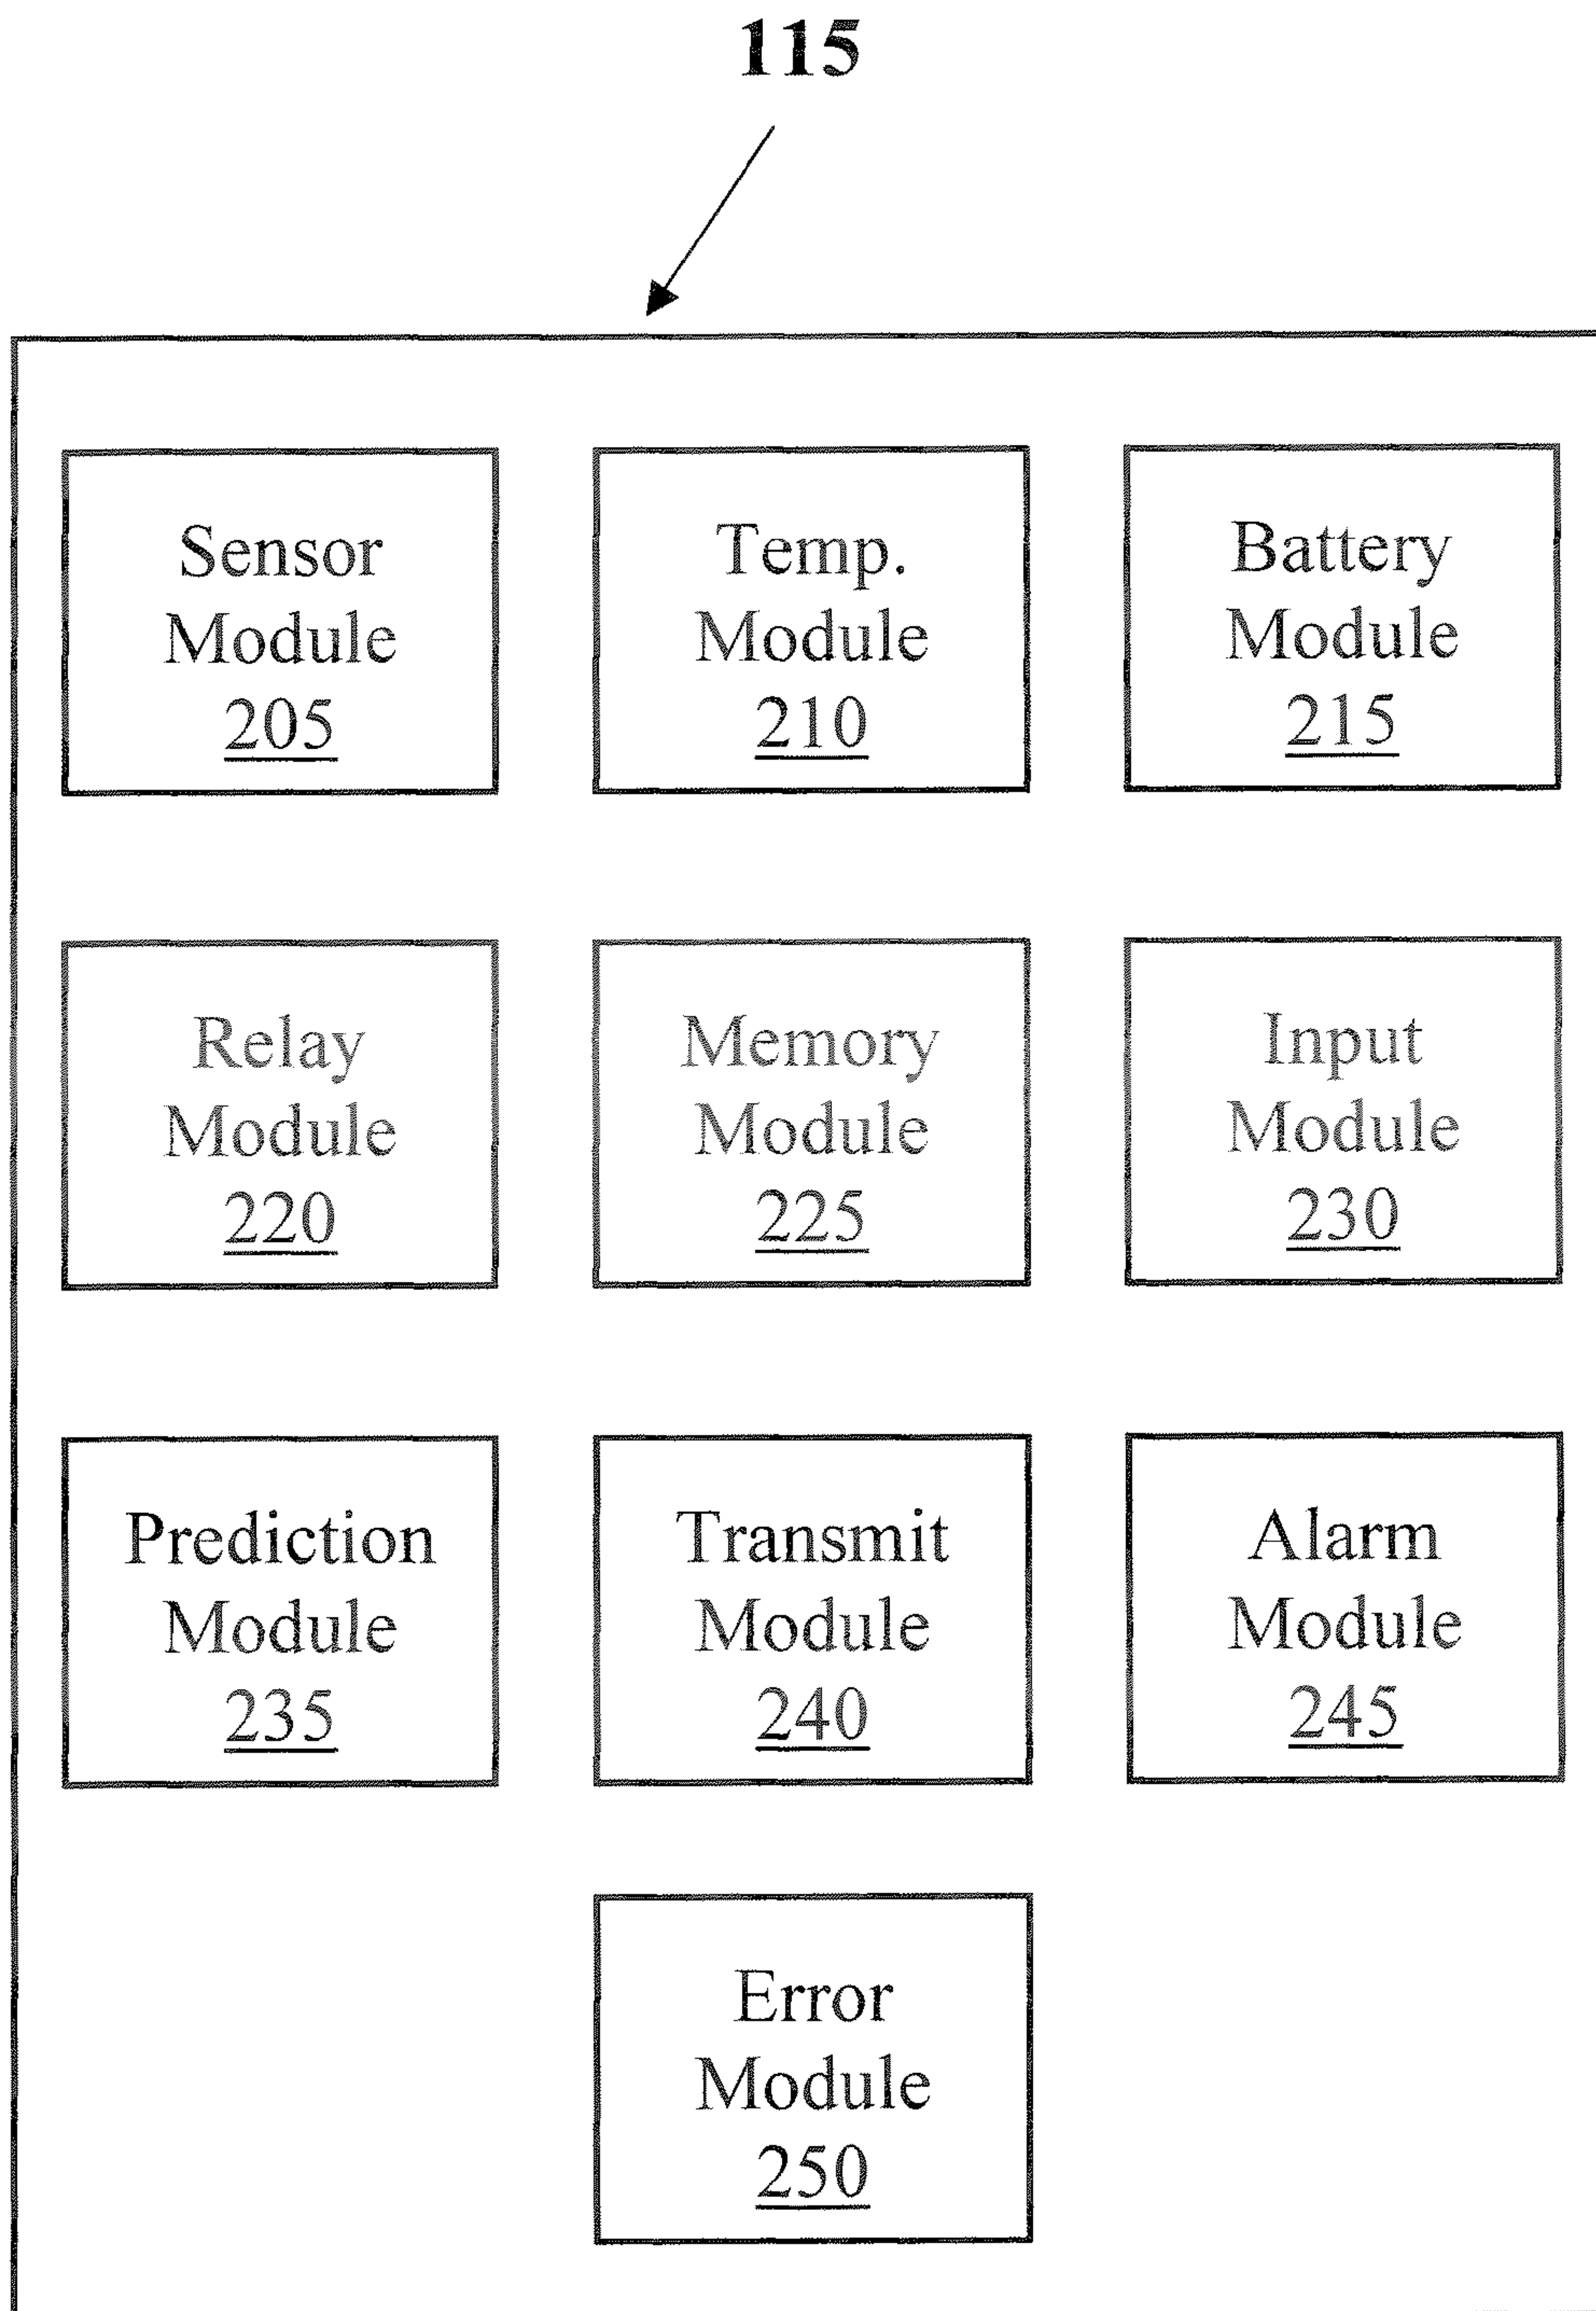 115
Sensor
Module
205
Temp.
Module
210
Battery
Module
215
Relay
Module
220
Memory
Module
225
Input
Module
230
Prediction
Module
235
Transmit
Module
240
Alarm
Module
245
Error
Module
250